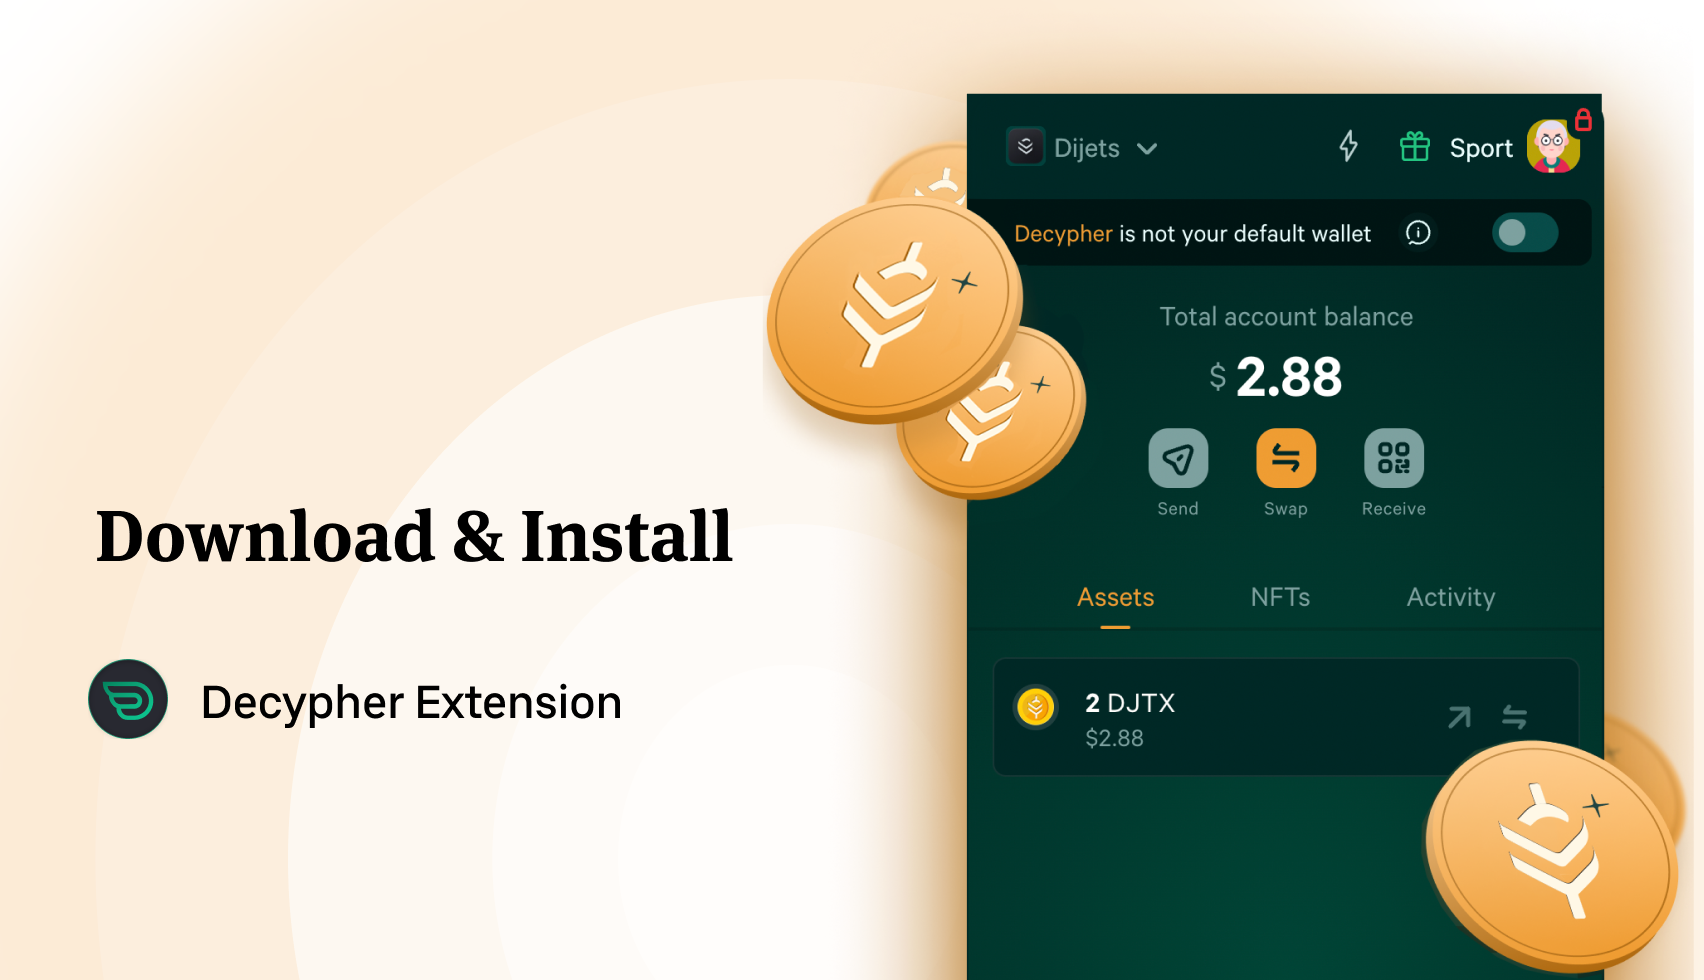 Download & Install
Decypher Extension
Dijets
Sport
Decypher is not your default wallet
Total account balance
$ 2.88
Send
Swap
Receive
Assets
NFTs
Activity
2 DJTX
$2.88